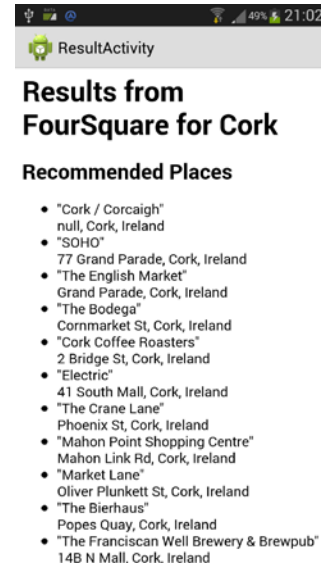 49% 21:02
ResultActivity
Results from
FourSquare for Cork
Recommended Places
"Cork / Corcaigh"
null, Cork, Ireland
"SOHO"
77 Grand Parade, Cork, Ireland
"The English Market"
Grand Parade, Cork, Ireland
"The Bodega"
Cornmarket St, Cork, Ireland
"Cork Coffee Roasters"
2 Bridge St, Cork, Ireland
"Electric"
41 South Mall, Cork, Ireland
"The Crane Lane"
Phoenix St, Cork, Ireland
"Mahon Point Shopping Centre"
Mahon Link Rd, Cork, Ireland
"Market Lane"
Oliver Plunkett St, Cork, Ireland
"The Bierhaus"
Popes Quay, Cork, Ireland
"The Franciscan Well Brewery & Brewpub"
14B N Mall, Cork, Ireland